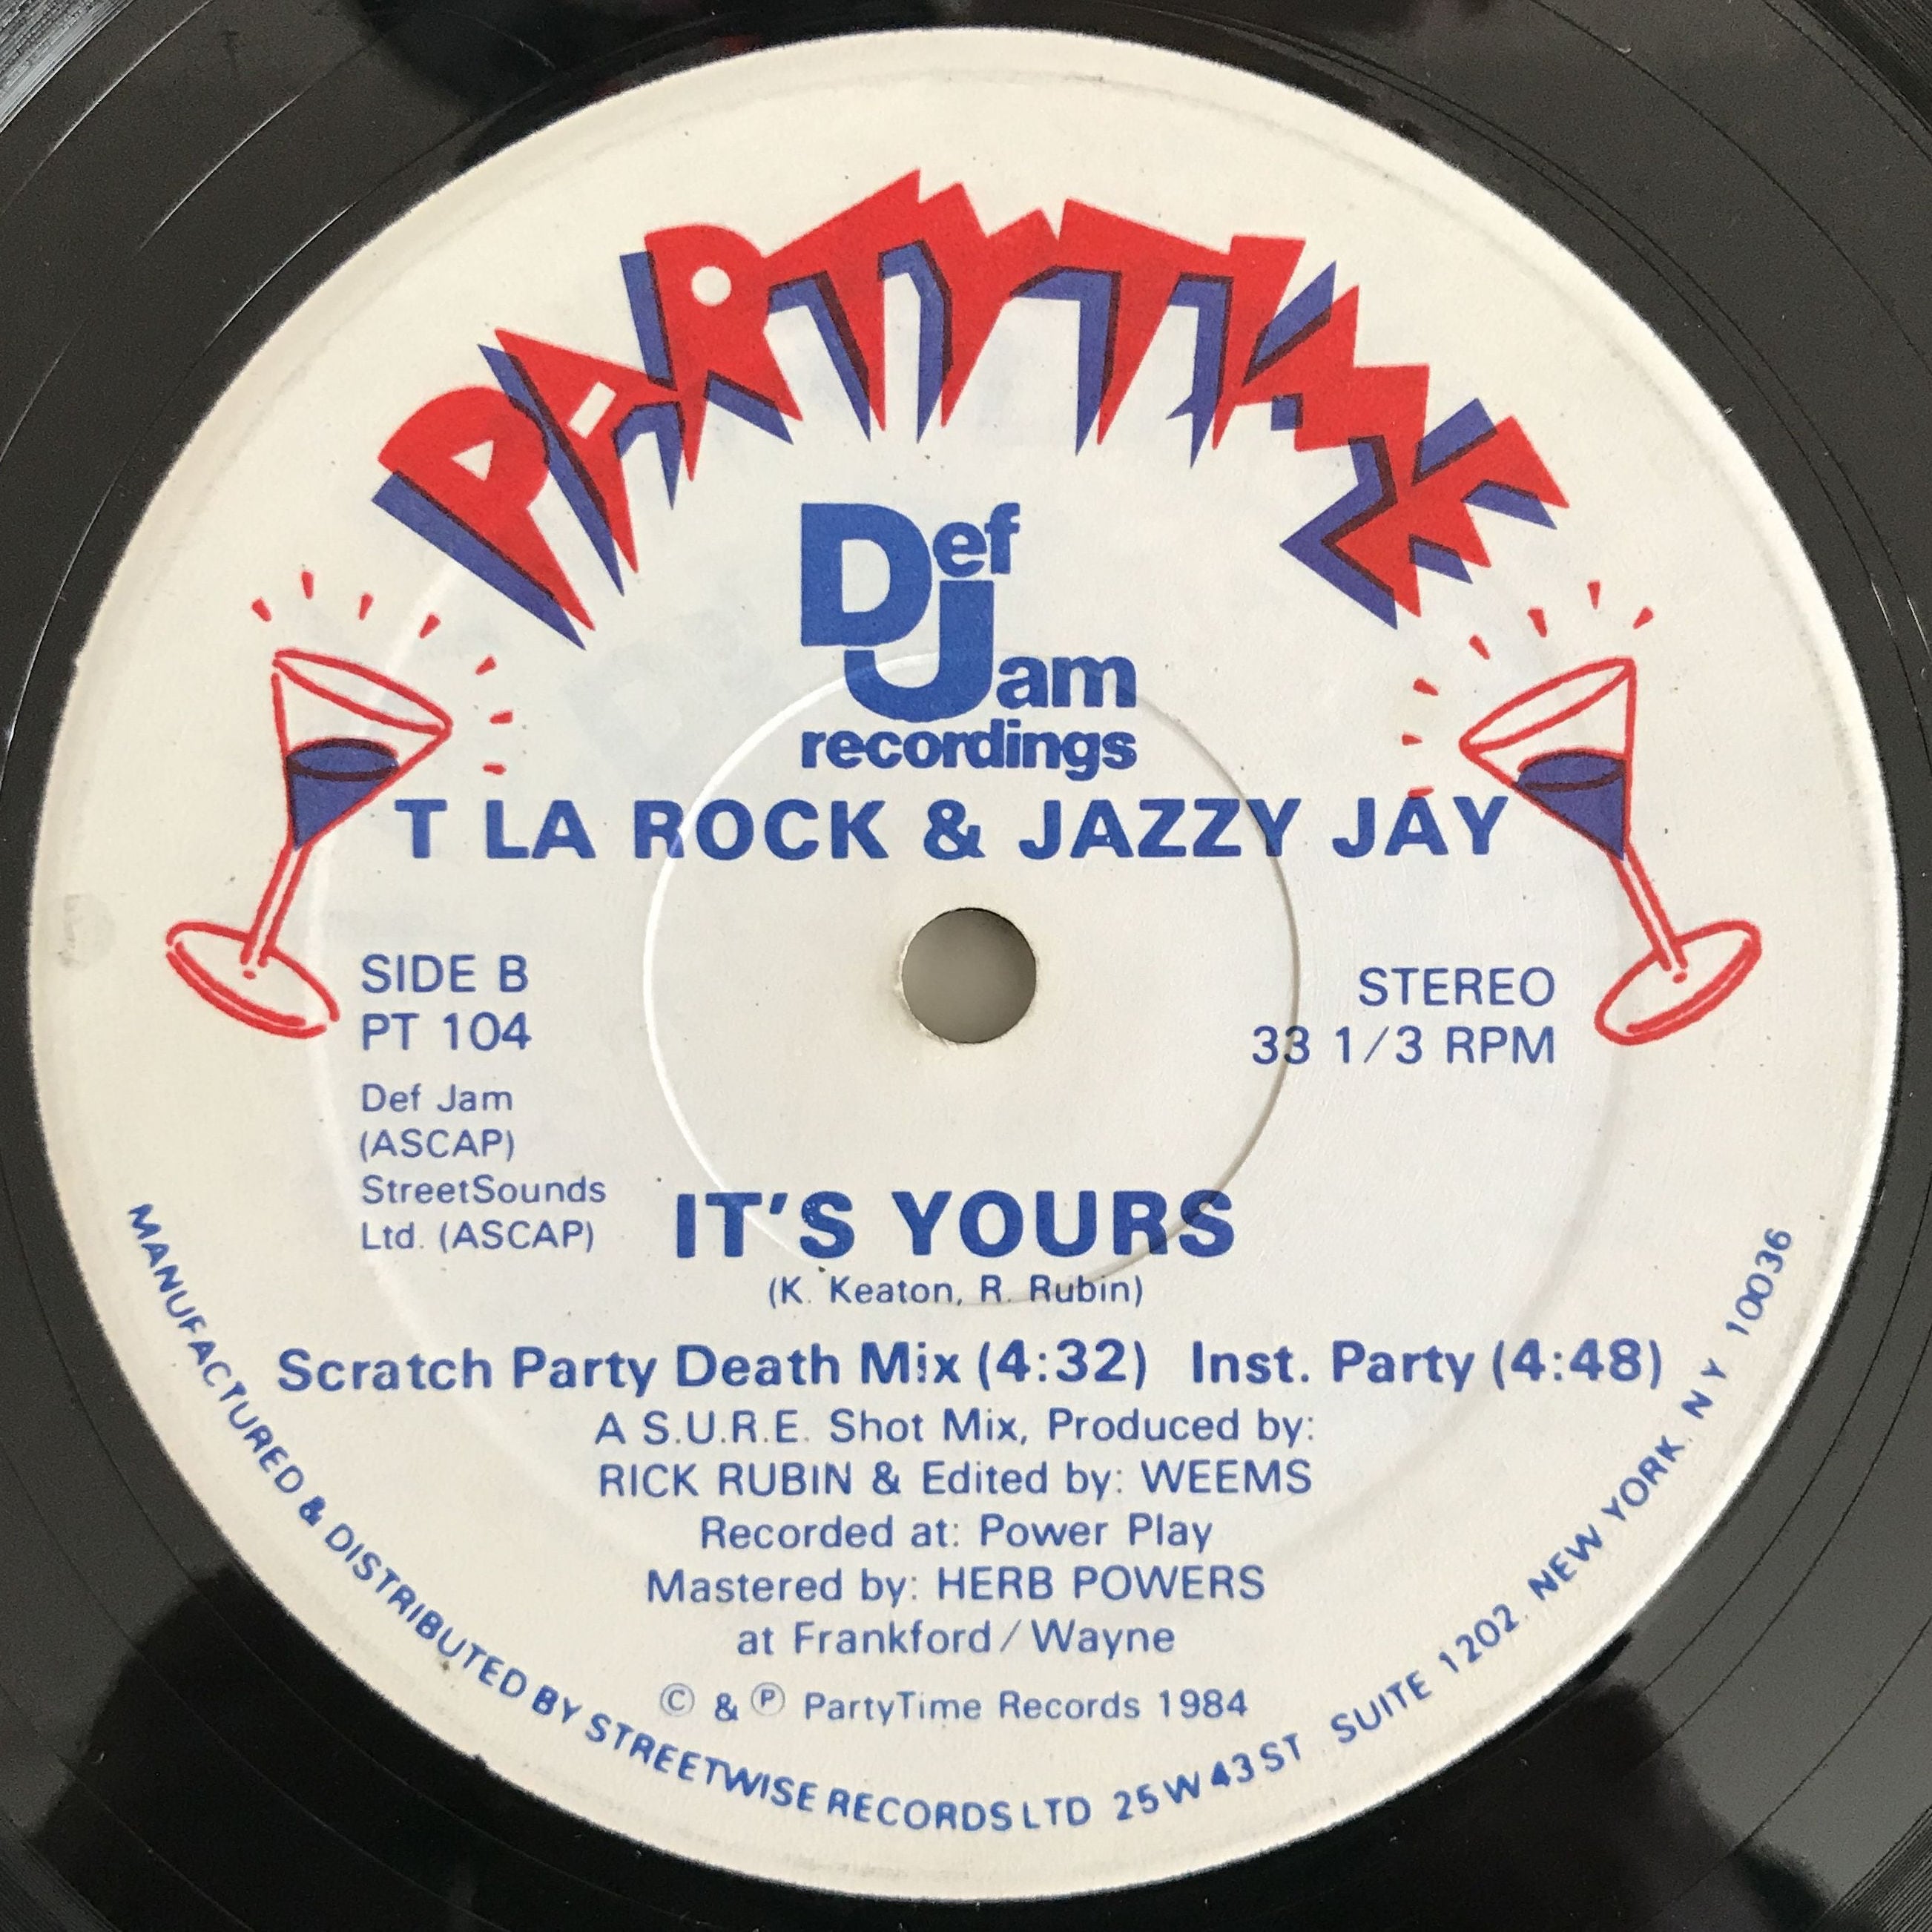 PARTYTIME
Def
Jam
recordings
T LA ROCK & JAZZY JAY
SIDE B
PT 104
STEREO
33 1/3 RPM
Def Jam
(ASCAP)
StreetSounds
Ltd. (ASCAP)
IT'S YOURS
(K. Keaton, R. Rubin)
Scratch Party Death Mix (4:32) Inst. Party (4:48)
A S.U.R.E. Shot Mix, Produced by:
RICK RUBIN & Edited by: WEEMS
Recorded at: Power Play
Mastered by: HERB POWERS
at Frankford/Wayne
© & ℗ PartyTime Records 1984
MANUFACTURED & DISTRIBUTED BY STREETWISE RECORDS LTD 25 W 43 ST SUITE 1202. NEW YORK. N Y 10036